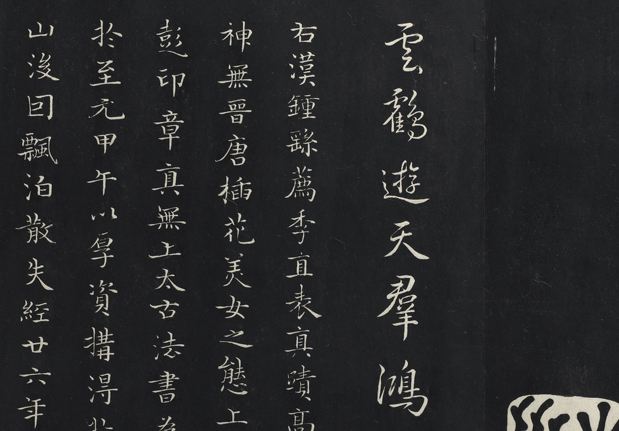 雲鶴遊天羣鴻
右漢鍾繇薦季直表真蹟高
神無晉唐插花美女之態上
彭印章真無上太古法書為
於至元甲午以厚資購得於
山後回飄泊散失經廿六年